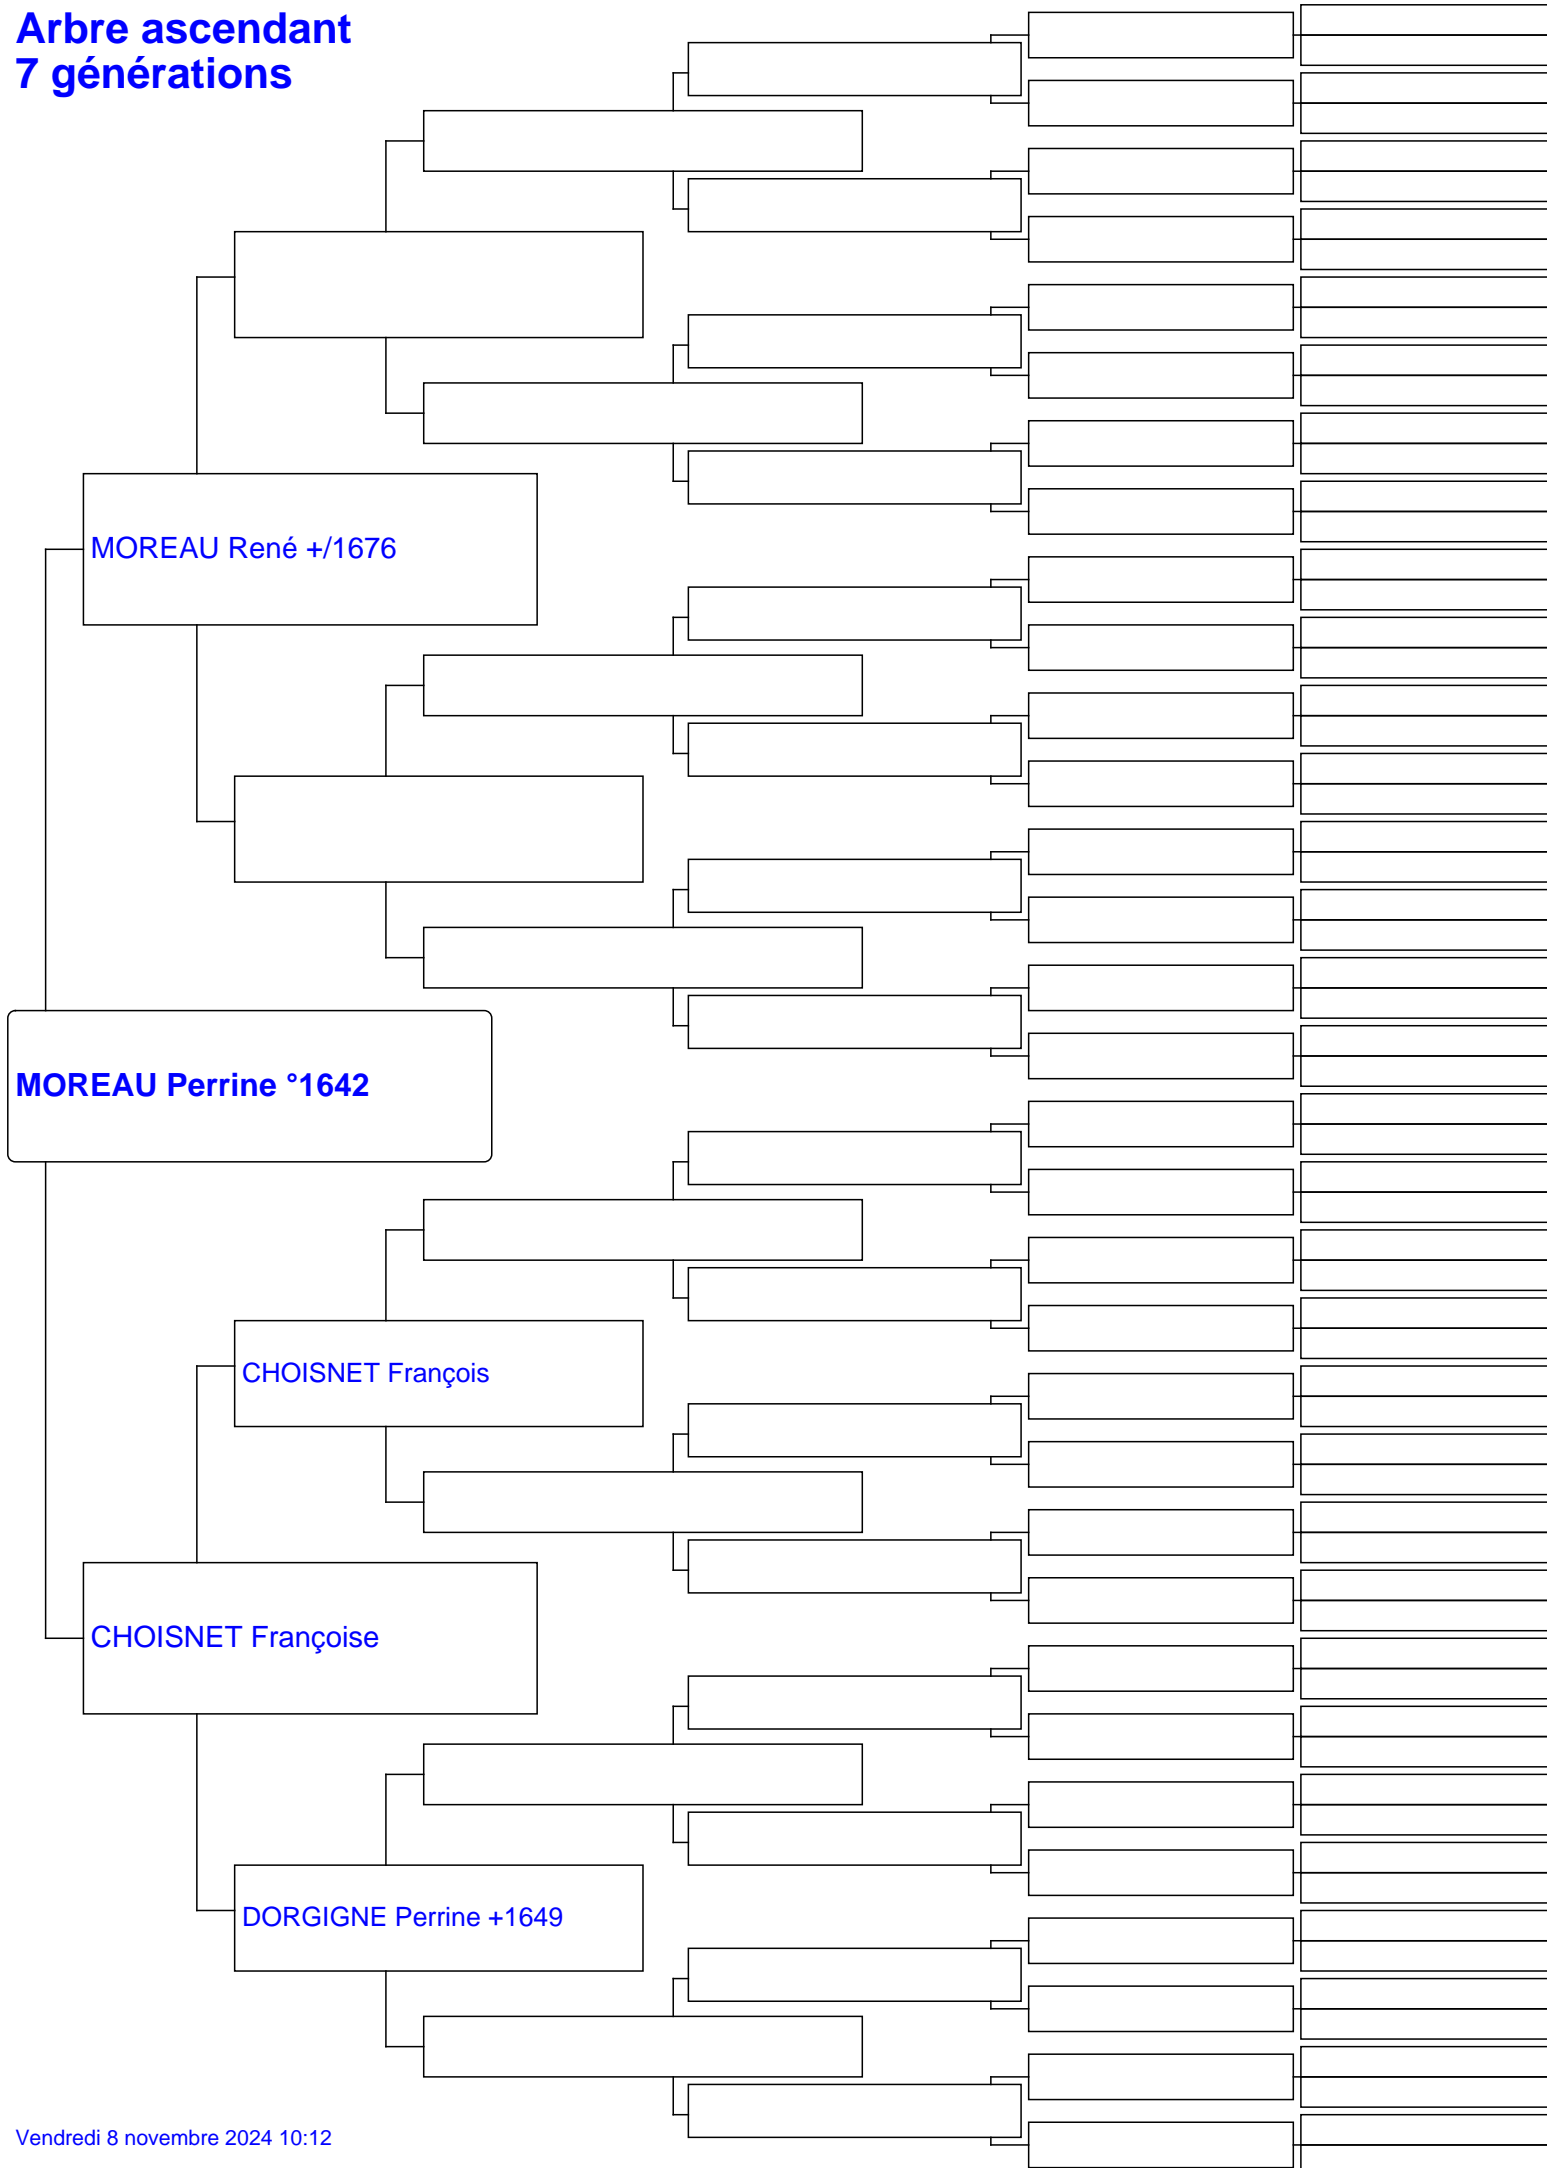 Arbre ascendant
7 générations
MOREAU René +/1676
MOREAU Perrine °1642
CHOISNET François
CHOISNET Françoise
DORGIGNE Perrine +1649
Vendredi 8 novembre 2024 10:12